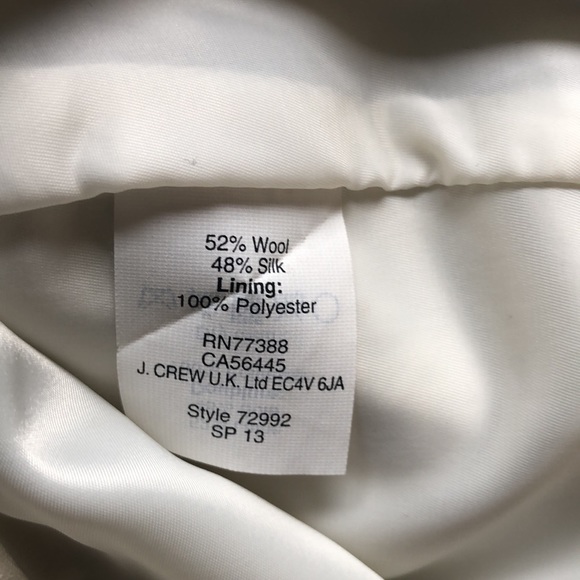 52% Wool
48% Silk
Lining:
100% Polyester
RN77388
CA56445
J. CREW U.K. Ltd EC4V 6JA
Style 72992
SP 13